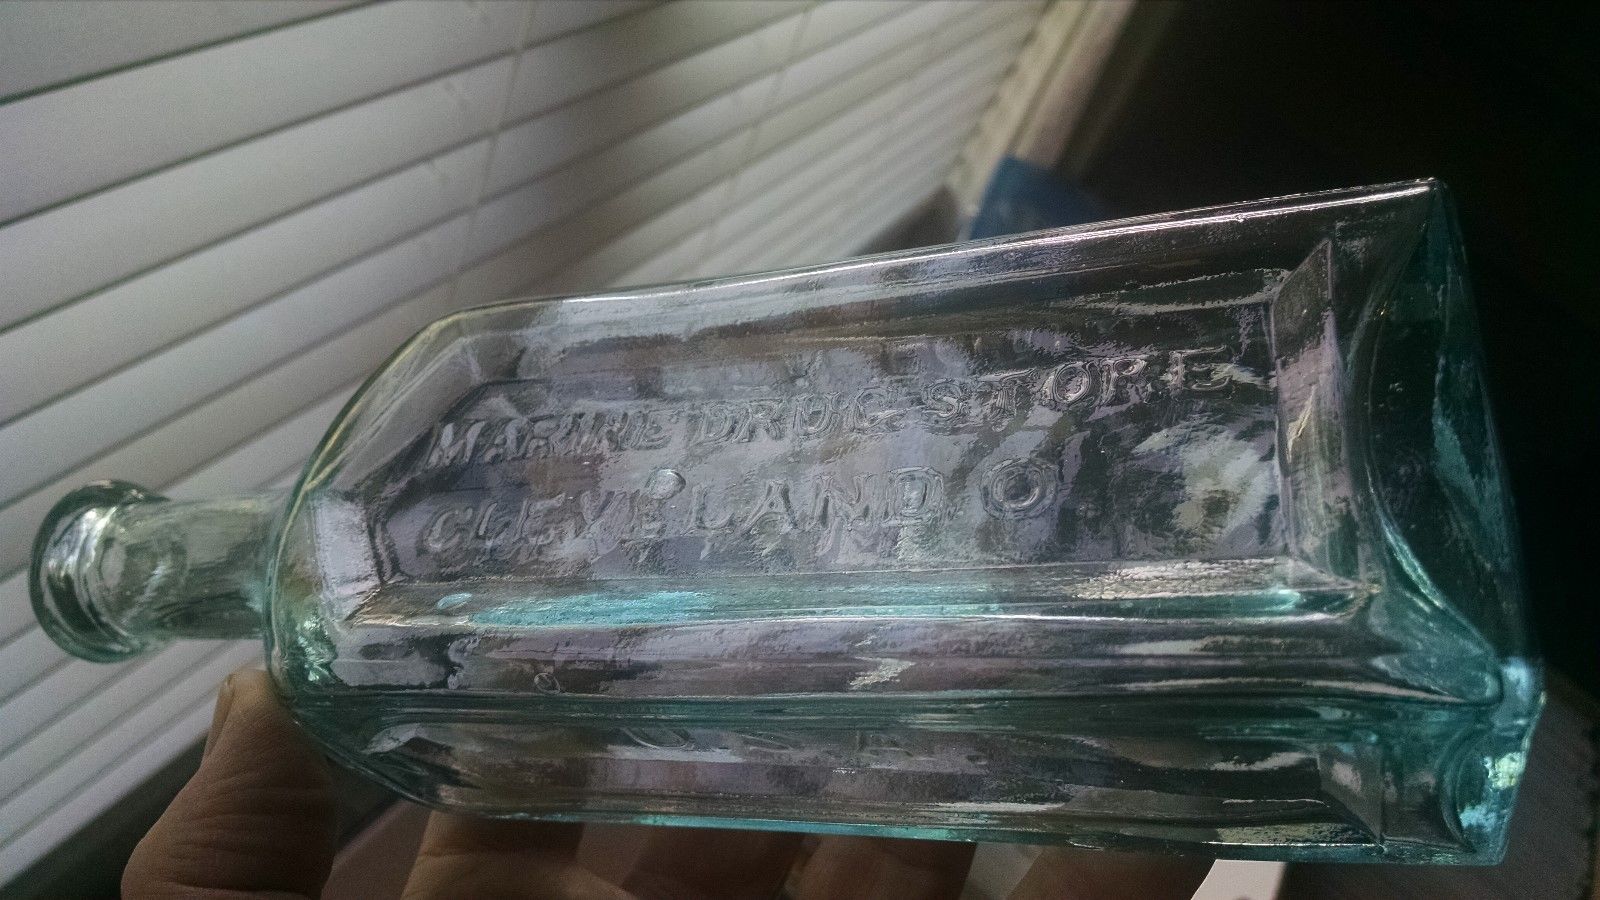 MARINE DRUG STORE
CLEVELAND, O.
U S A